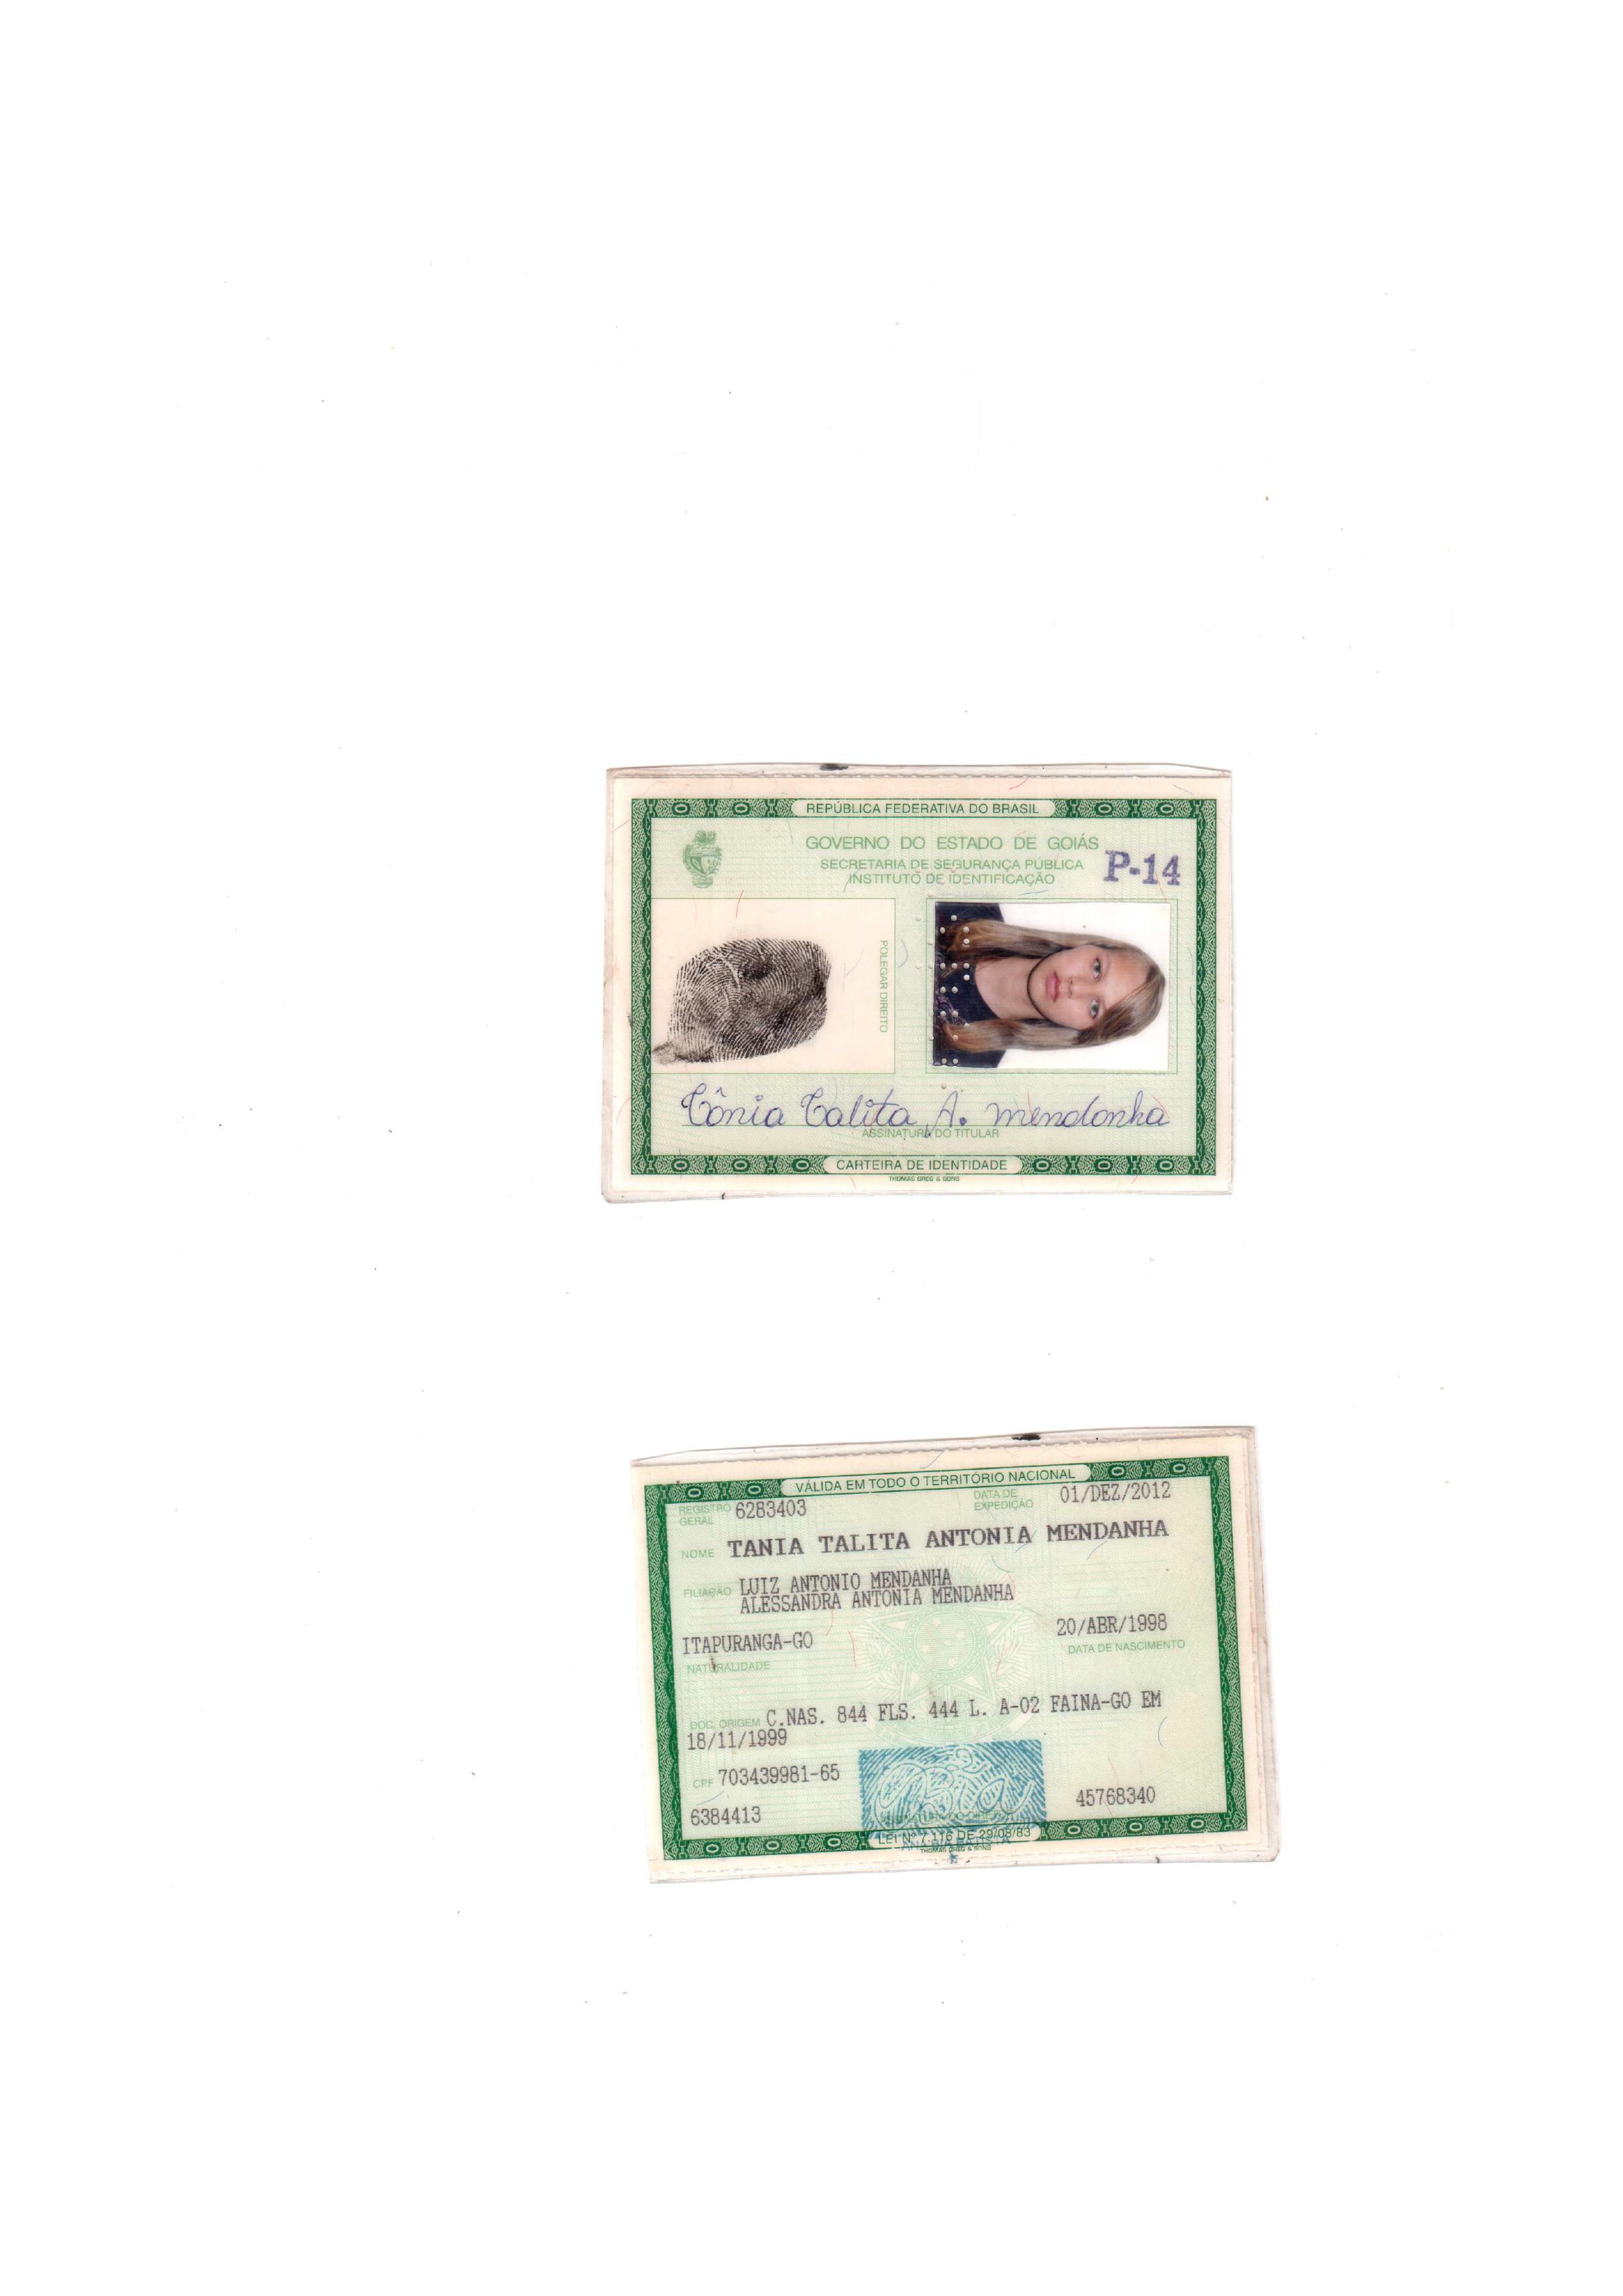 REPÚBLICA FEDERATIVA DO BRASIL
GOVERNO DO ESTADO DE GOIÁS
SECRETARIA DE SEGURANÇA PÚBLICA
INSTITUTO DE IDENTIFICAÇÃO
P-14
POLEGAR DIREITO
Tânia Talita A. mendanha
ASSINATURA DO TITULAR
CARTEIRA DE IDENTIDADE
THOMAS GREG & SONS
VÁLIDA EM TODO O TERRITÓRIO NACIONAL
REGISTRO GERAL 6283403 DATA DE EXPEDIÇÃO 01/DEZ/2012
NOME TANIA TALITA ANTONIA MENDANHA
FILIAÇÃO LUIZ ANTONIO MENDANHA
ALESSANDRA ANTONIA MENDANHA
ITAPURANGA-GO 20/ABR/1998
NATURALIDADE DATA DE NASCIMENTO
DOC. ORIGEM C.NAS. 844 FLS. 444 L. A-02 FAINA-GO EM
18/11/1999
CPF 703439981-65
6384413 45768340
LEI Nº 7.116 DE 29/08/83
THOMAS GREG & SONS